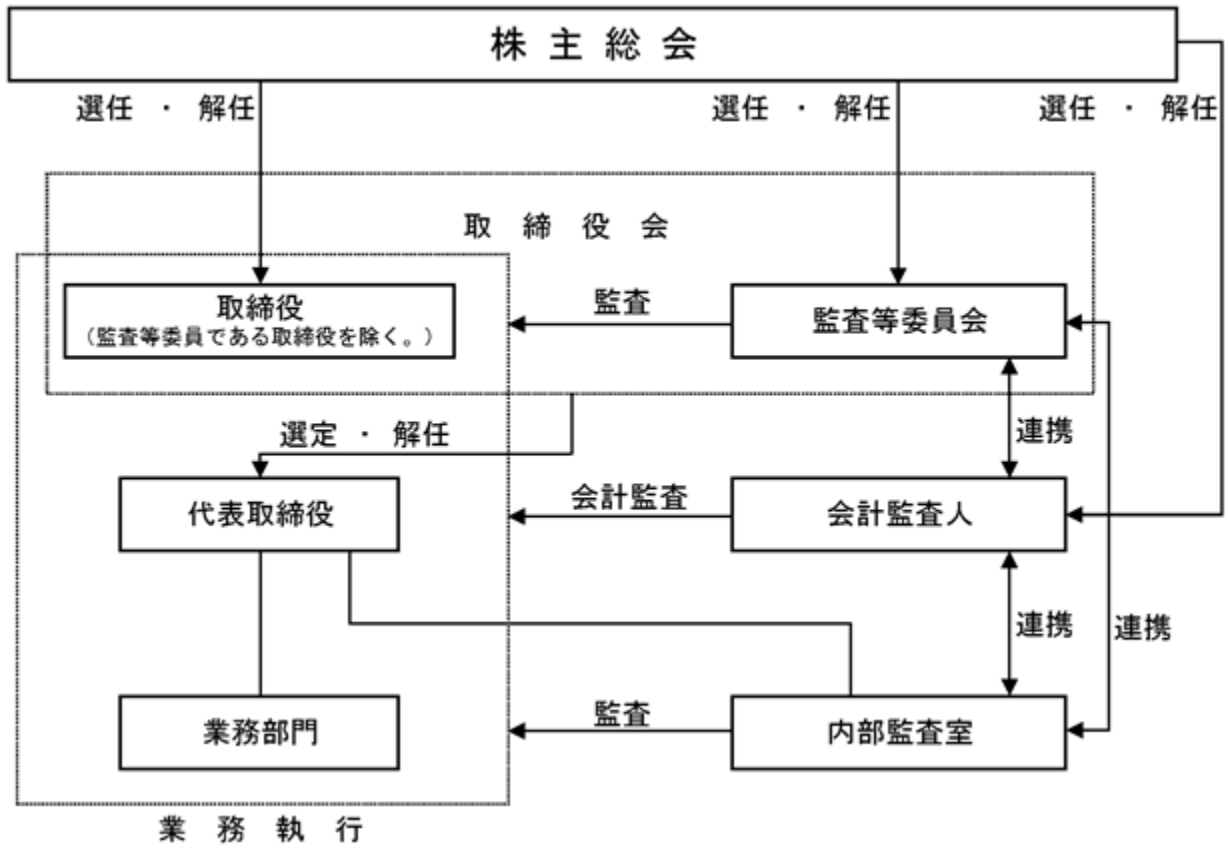 株主総会
選任 ・ 解任
選任 ・ 解任
選任 ・ 解任
取締役会
取締役
（監査等委員である取締役を除く。）
監査
監査等委員会
選定 ・ 解任
連携
代表取締役
会計監査
会計監査人
連携
連携
業務部門
監査
内部監査室
業務執行